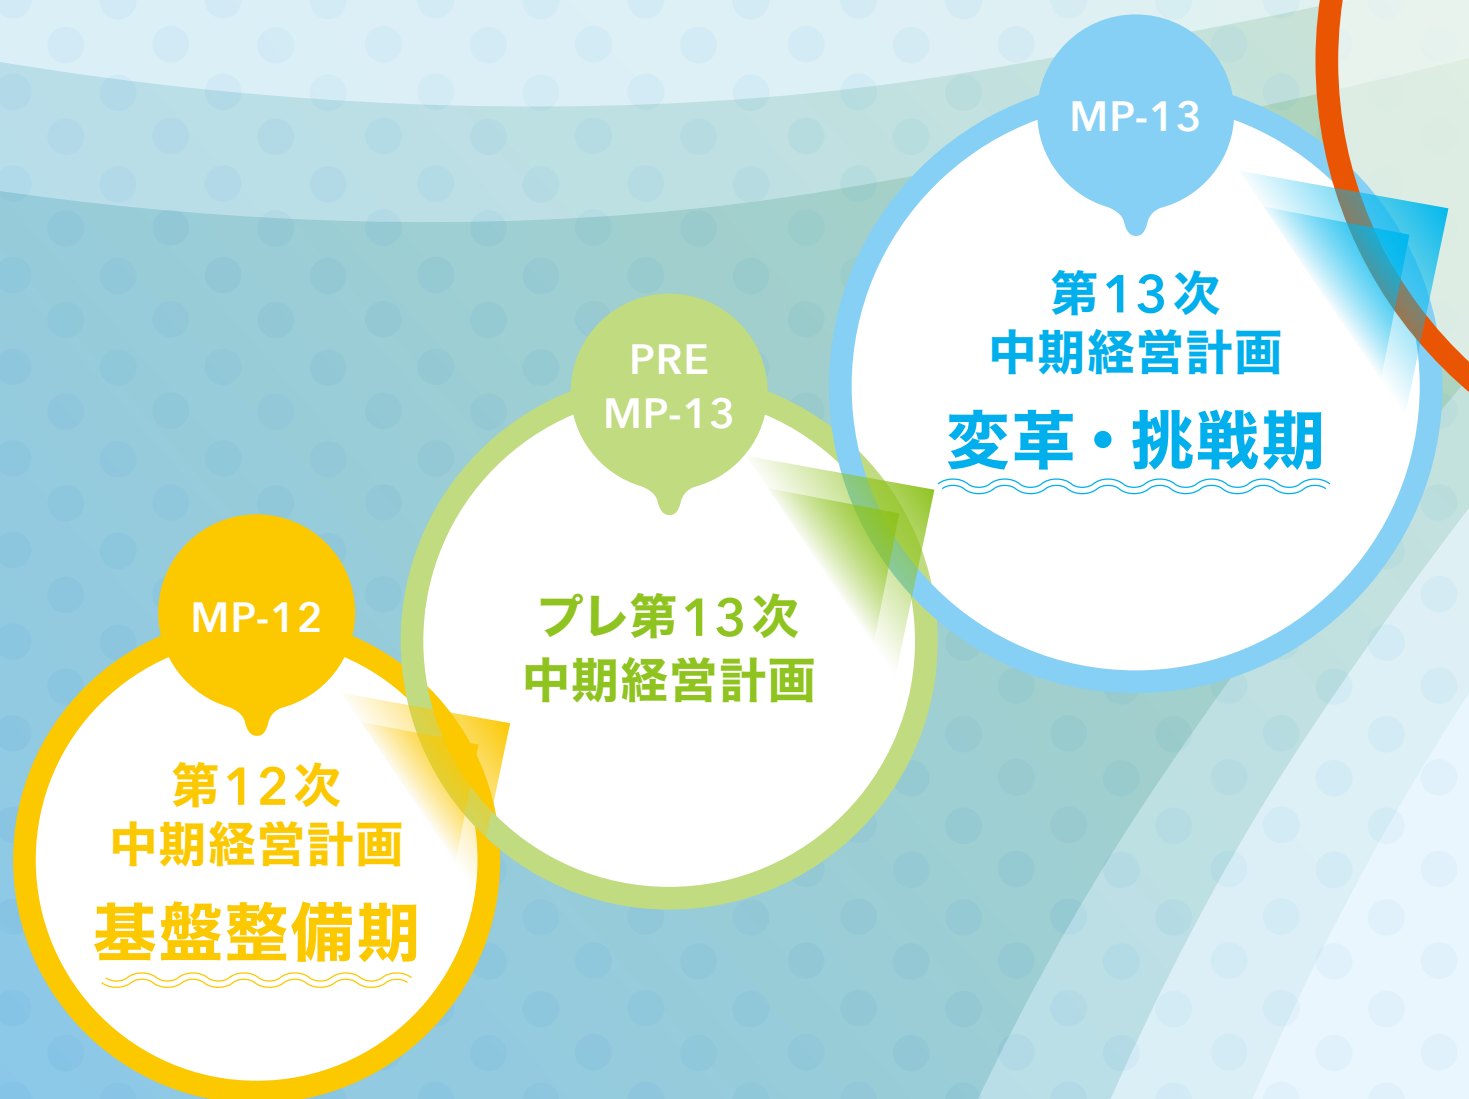 MP-13
第13次
中期経営計画
変革・挑戦期
PRE
MP-13
プレ第13次
中期経営計画
MP-12
第12次
中期経営計画
基盤整備期